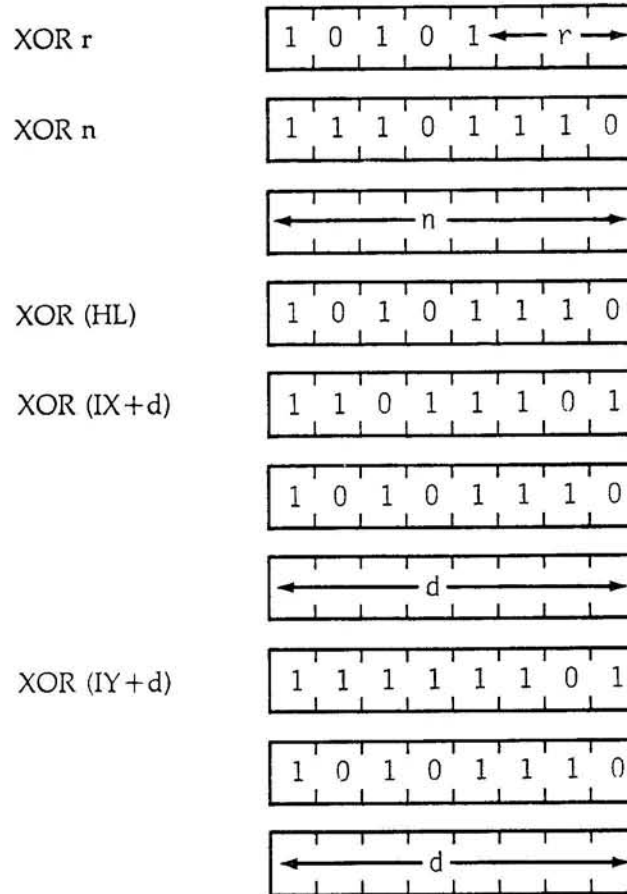 XOR r 1 0 1 0 1 r
XOR n 1 1 1 0 1 1 1 0
n
XOR (HL) 1 0 1 0 1 1 1 0
XOR (IX+d) 1 1 0 1 1 1 0 1
1 0 1 0 1 1 1 0
d
XOR (IY+d) 1 1 1 1 1 1 0 1
1 0 1 0 1 1 1 0
d